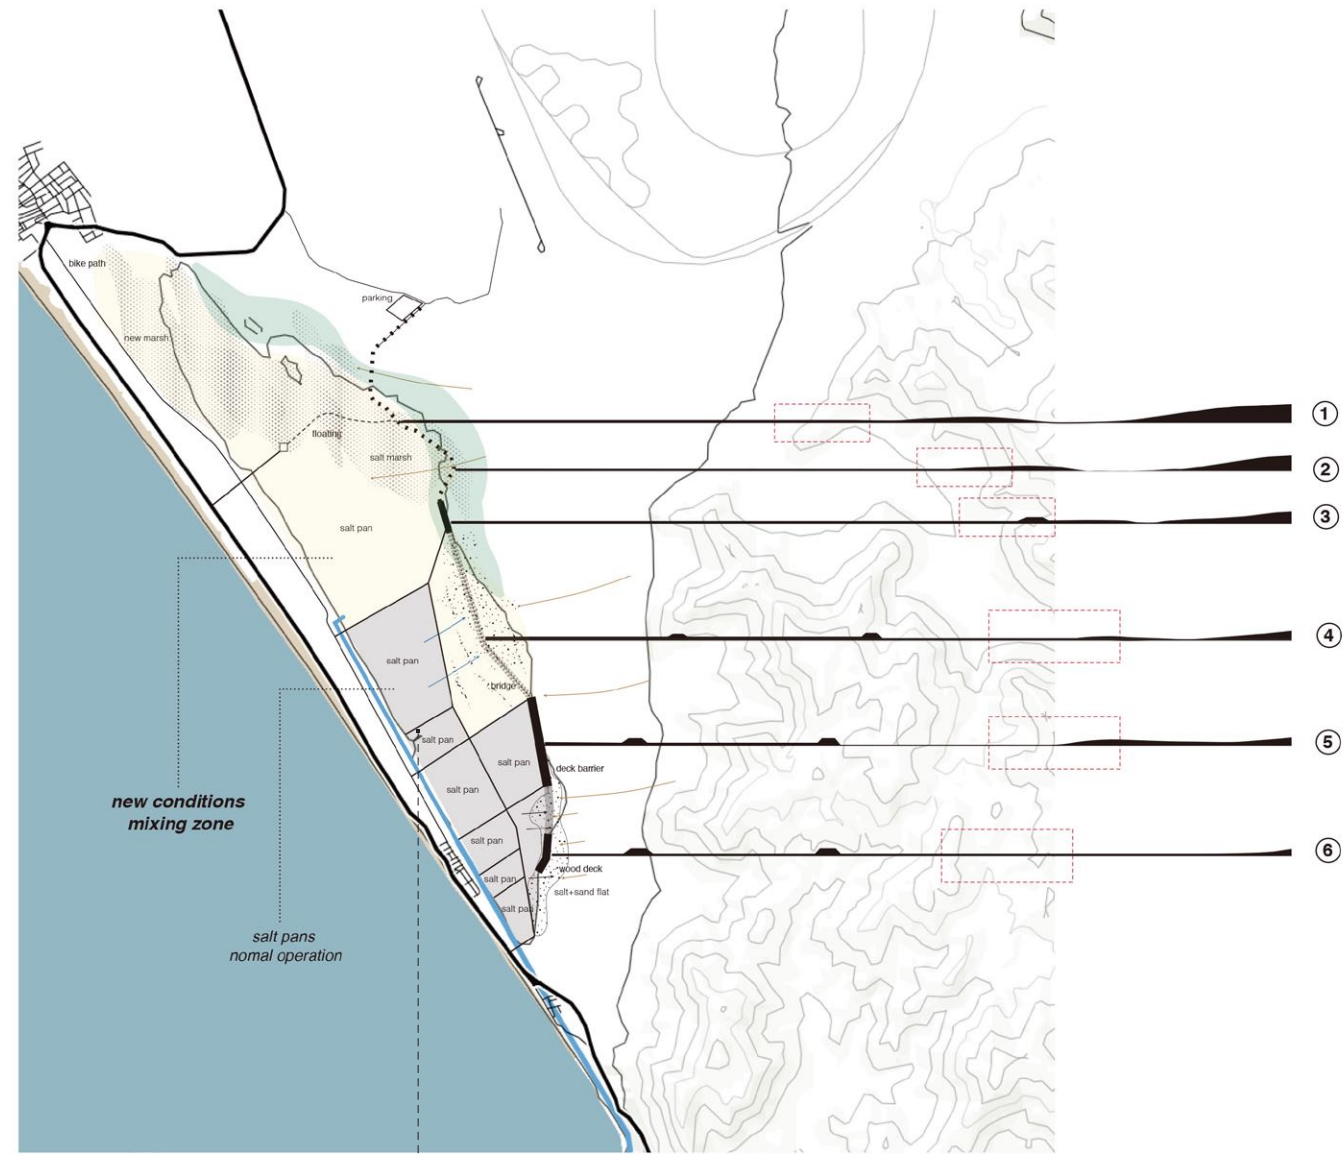 bike path
parking
new marsh
①
floating
salt marsh
②
③
salt pan
④
salt pan
bridge
salt pan
⑤
salt pan
deck barrier
salt pan
new conditions
mixing zone
salt pan
⑥
wood deck
salt pan
salt+sand flat
salt pan
salt pans
nomal operation